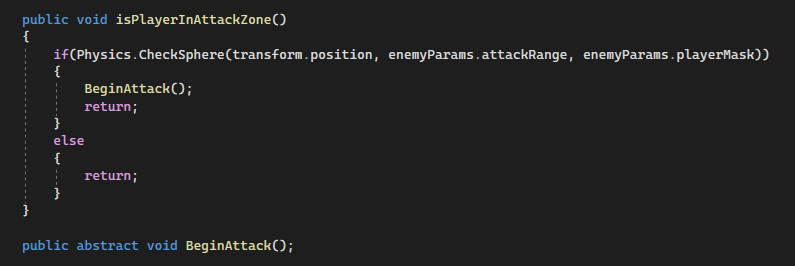 public void isPlayerInAttackZone()
{
    if(Physics.CheckSphere(transform.position, enemyParams.attackRange, enemyParams.playerMask))
    {
        BeginAttack();
        return;
    }
    else
    {
        return;
    }
}
public abstract void BeginAttack();